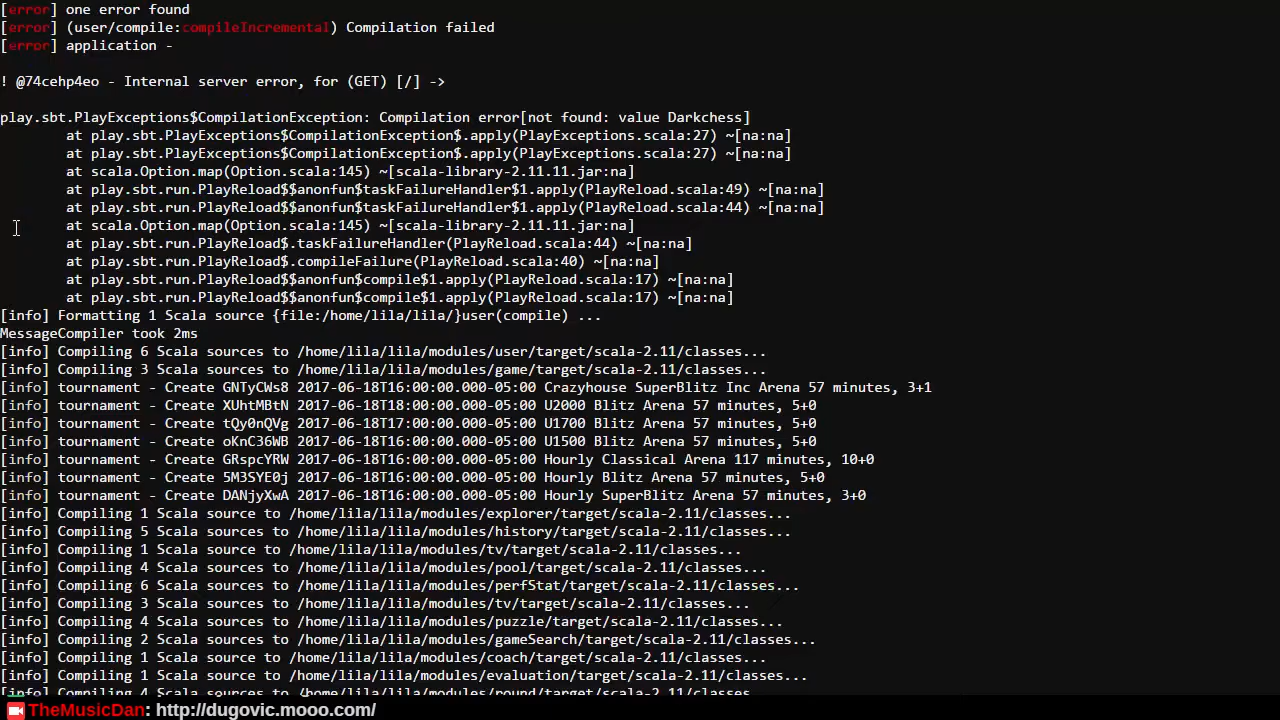 [error] one error found
[error] (user/compile:compileIncremental) Compilation failed
[error] application -
! @74cehp4eo - Internal server error, for (GET) [/] ->
play.sbt.PlayExceptions$CompilationException: Compilation error[not found: value Darkchess]
at play.sbt.PlayExceptions$CompilationException$.apply(PlayExceptions.scala:27) ~[na:na]
at play.sbt.PlayExceptions$CompilationException$.apply(PlayExceptions.scala:27) ~[na:na]
at scala.Option.map(Option.scala:145) ~[scala-library-2.11.11.jar:na]
at play.sbt.run.PlayReload$$anonfun$taskFailureHandler$1.apply(PlayReload.scala:49) ~[na:na]
at play.sbt.run.PlayReload$$anonfun$taskFailureHandler$1.apply(PlayReload.scala:44) ~[na:na]
at scala.Option.map(Option.scala:145) ~[scala-library-2.11.11.jar:na]
at play.sbt.run.PlayReload$.taskFailureHandler(PlayReload.scala:44) ~[na:na]
at play.sbt.run.PlayReload$.compileFailure(PlayReload.scala:40) ~[na:na]
at play.sbt.run.PlayReload$$anonfun$compile$1.apply(PlayReload.scala:17) ~[na:na]
at play.sbt.run.PlayReload$$anonfun$compile$1.apply(PlayReload.scala:17) ~[na:na]
[info] Formatting 1 Scala source {file:/home/lila/lila/}user(compile) ...
MessageCompiler took 2ms
[info] Compiling 6 Scala sources to /home/lila/lila/modules/user/target/scala-2.11/classes...
[info] Compiling 3 Scala sources to /home/lila/lila/modules/game/target/scala-2.11/classes...
[info] tournament - Create GNTyCWs8 2017-06-18T16:00:00.000-05:00 Crazyhouse SuperBlitz Inc Arena 57 minutes, 3+1
[info] tournament - Create XUhtMBtN 2017-06-18T18:00:00.000-05:00 U2000 Blitz Arena 57 minutes, 5+0
[info] tournament - Create tQy0nQVg 2017-06-18T17:00:00.000-05:00 U1700 Blitz Arena 57 minutes, 5+0
[info] tournament - Create oKnC36WB 2017-06-18T16:00:00.000-05:00 U1500 Blitz Arena 57 minutes, 5+0
[info] tournament - Create GRspcYRW 2017-06-18T16:00:00.000-05:00 Hourly Classical Arena 117 minutes, 10+0
[info] tournament - Create 5M3SYE0j 2017-06-18T16:00:00.000-05:00 Hourly Blitz Arena 57 minutes, 5+0
[info] tournament - Create DANjyXwA 2017-06-18T16:00:00.000-05:00 Hourly SuperBlitz Arena 57 minutes, 3+0
[info] Compiling 1 Scala source to /home/lila/lila/modules/explorer/target/scala-2.11/classes...
[info] Compiling 5 Scala sources to /home/lila/lila/modules/history/target/scala-2.11/classes...
[info] Compiling 1 Scala source to /home/lila/lila/modules/tv/target/scala-2.11/classes...
[info] Compiling 4 Scala sources to /home/lila/lila/modules/pool/target/scala-2.11/classes...
[info] Compiling 6 Scala sources to /home/lila/lila/modules/perfStat/target/scala-2.11/classes...
[info] Compiling 3 Scala sources to /home/lila/lila/modules/tv/target/scala-2.11/classes...
[info] Compiling 4 Scala sources to /home/lila/lila/modules/puzzle/target/scala-2.11/classes...
[info] Compiling 2 Scala sources to /home/lila/lila/modules/gameSearch/target/scala-2.11/classes...
[info] Compiling 1 Scala source to /home/lila/lila/modules/coach/target/scala-2.11/classes...
[info] Compiling 1 Scala source to /home/lila/lila/modules/evaluation/target/scala-2.11/classes...
[info] Compiling 4 Scala sources to /home/lila/lila/modules/round/target/scala-2.11/classes
TheMusicDan: http://dugovic.mooo.com/